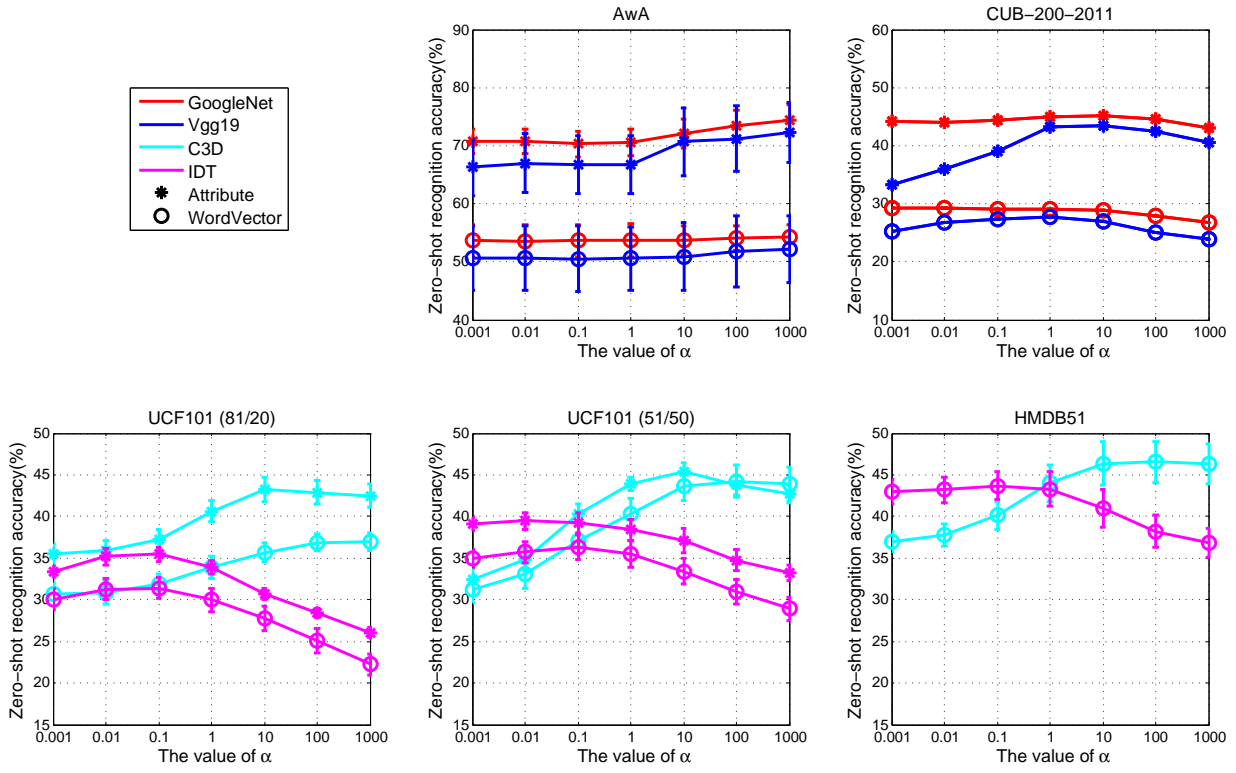 AwA
90
80
70
60
50
40
Zero-shot recognition accuracy(%)
0.001 0.01 0.1 1 10 100 1000
The value of α
CUB-200-2011
60
50
40
30
20
10
Zero-shot recognition accuracy(%)
0.001 0.01 0.1 1 10 100 1000
The value of α
GoogleNet
Vgg19
C3D
IDT
Attribute
WordVector
UCF101 (81/20)
50
45
40
35
30
25
20
15
Zero-shot recognition accuracy(%)
0.001 0.01 0.1 1 10 100 1000
The value of α
UCF101 (51/50)
50
45
40
35
30
25
20
15
Zero-shot recognition accuracy(%)
0.001 0.01 0.1 1 10 100 1000
The value of α
HMDB51
50
45
40
35
30
25
20
15
Zero-shot recognition accuracy(%)
0.001 0.01 0.1 1 10 100 1000
The value of α